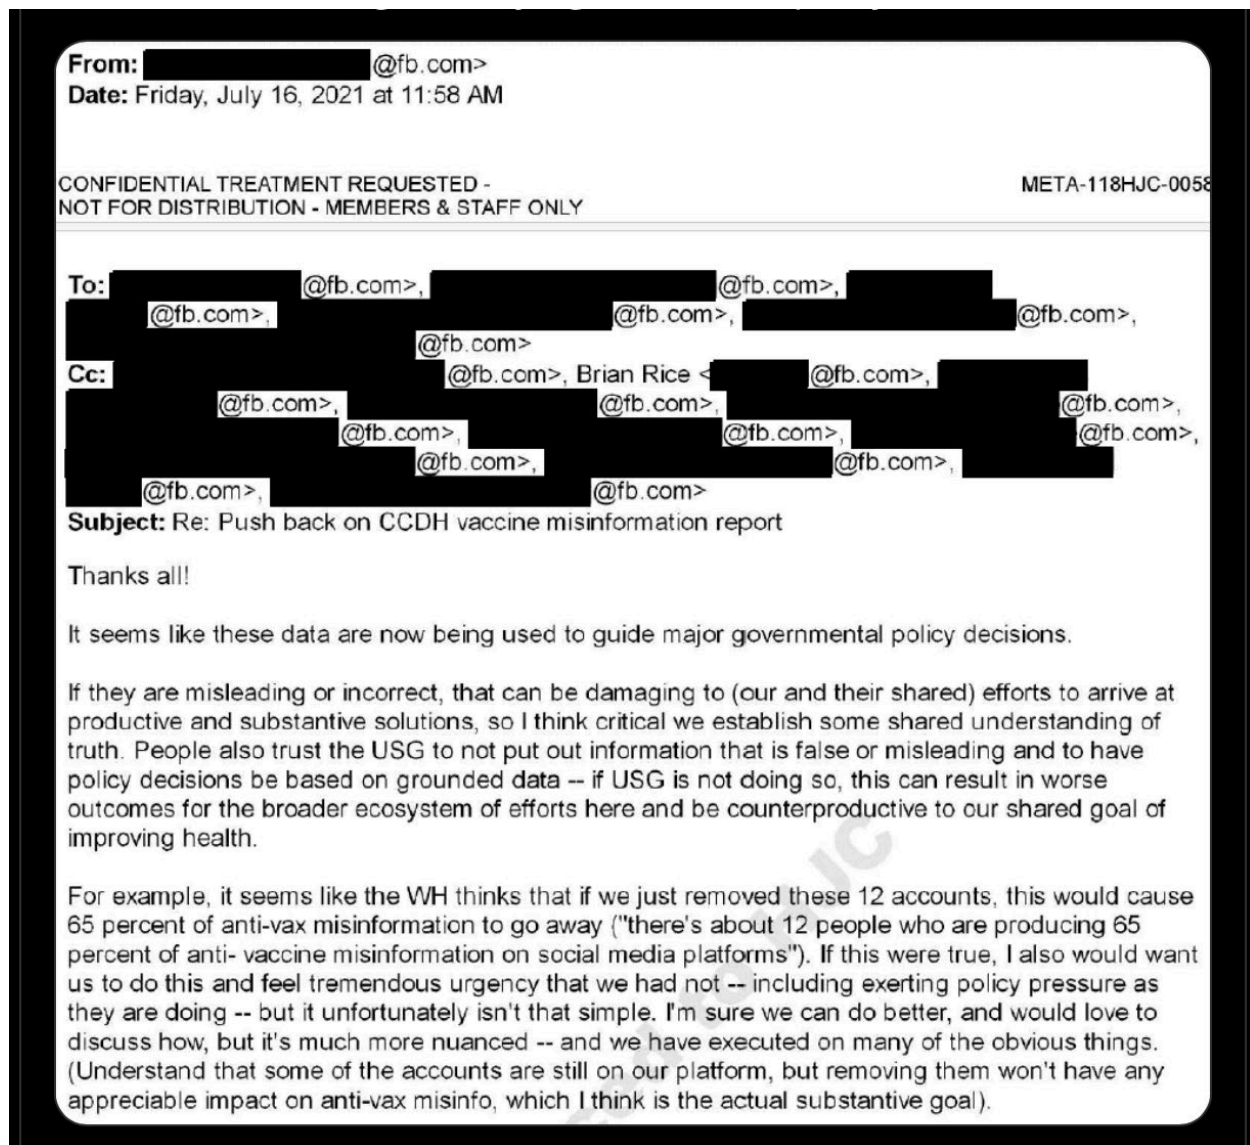 From: @fb.com>
Date: Friday, July 16, 2021 at 11:58 AM
CONFIDENTIAL TREATMENT REQUESTED -
NOT FOR DISTRIBUTION - MEMBERS & STAFF ONLY
META-118HJC-0058
To: @fb.com>, @fb.com>,
@fb.com>, @fb.com>, @fb.com>,
@fb.com>
Cc: @fb.com>, Brian Rice < @fb.com>,
@fb.com>, @fb.com>, @fb.com>,
@fb.com>, @fb.com>, @fb.com>,
@fb.com>, @fb.com>,
@fb.com>, @fb.com>
Subject: Re: Push back on CCDH vaccine misinformation report
Thanks all!
It seems like these data are now being used to guide major governmental policy decisions.
If they are misleading or incorrect, that can be damaging to (our and their shared) efforts to arrive at
productive and substantive solutions, so I think critical we establish some shared understanding of
truth. People also trust the USG to not put out information that is false or misleading and to have
policy decisions be based on grounded data -- if USG is not doing so, this can result in worse
outcomes for the broader ecosystem of efforts here and be counterproductive to our shared goal of
improving health.
For example, it seems like the WH thinks that if we just removed these 12 accounts, this would cause
65 percent of anti-vax misinformation to go away ("there's about 12 people who are producing 65
percent of anti- vaccine misinformation on social media platforms"). If this were true, I also would want
us to do this and feel tremendous urgency that we had not -- including exerting policy pressure as
they are doing -- but it unfortunately isn't that simple. I'm sure we can do better, and would love to
discuss how, but it's much more nuanced -- and we have executed on many of the obvious things.
(Understand that some of the accounts are still on our platform, but removing them won't have any
appreciable impact on anti-vax misinfo, which I think is the actual substantive goal).
ced to HJC